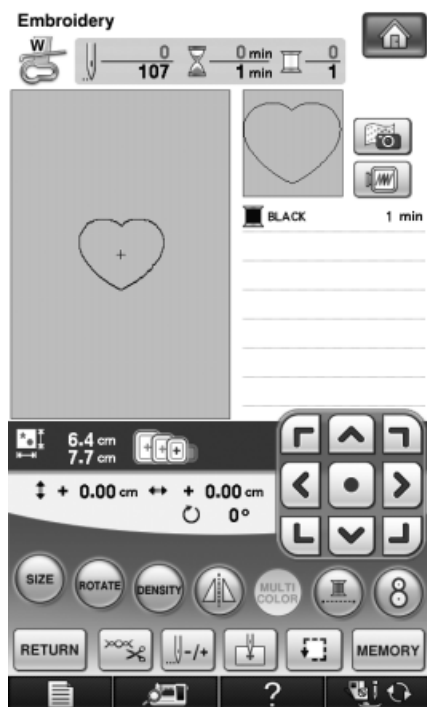 Embroidery
W
0 0 min 0
107 1 min 1
BLACK 1 min
6.4 cm
7.7 cm
+ 0.00 cm + 0.00 cm
0°
SIZE ROTATE DENSITY MULTI COLOR 8
RETURN -/+ MEMORY
?